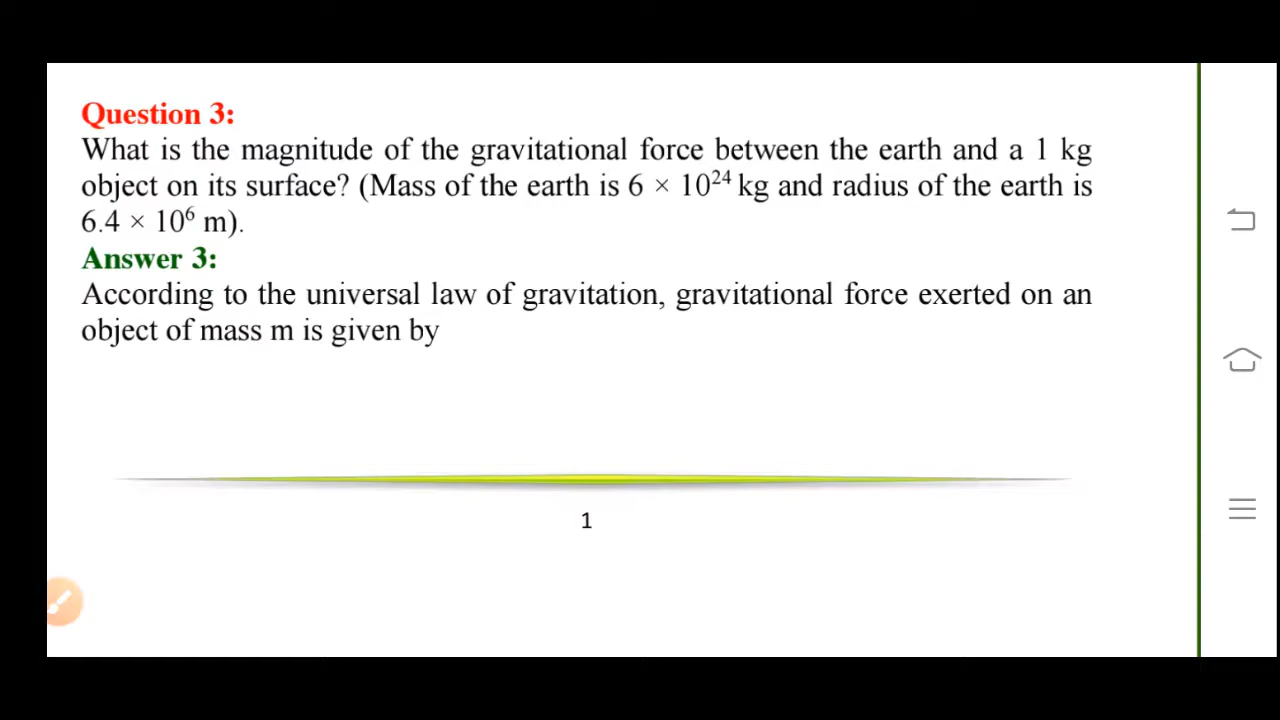 Question 3:
What is the magnitude of the gravitational force between the earth and a 1 kg
object on its surface? (Mass of the earth is 6 × 10²⁴ kg and radius of the earth is
6.4 × 10⁶ m).
Answer 3:
According to the universal law of gravitation, gravitational force exerted on an
object of mass m is given by
1